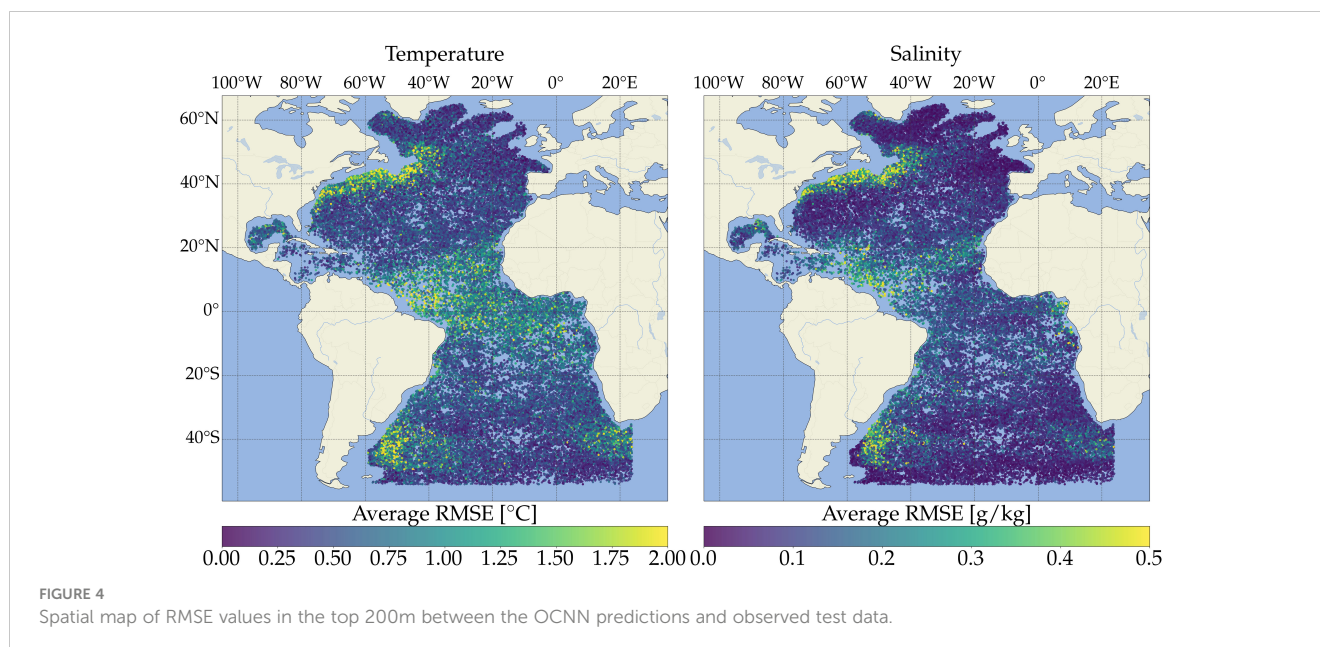 Temperature
Salinity
100°W 80°W 60°W 40°W 20°W 0° 20°E
100°W 80°W 60°W 40°W 20°W 0° 20°E
60°N
40°N
20°N
0°
20°S
40°S
Average RMSE [°C]
Average RMSE [g/kg]
0.00 0.25 0.50 0.75 1.00 1.25 1.50 1.75 2.00
0.0 0.1 0.2 0.3 0.4 0.5
FIGURE 4
Spatial map of RMSE values in the top 200m between the OCNN predictions and observed test data.